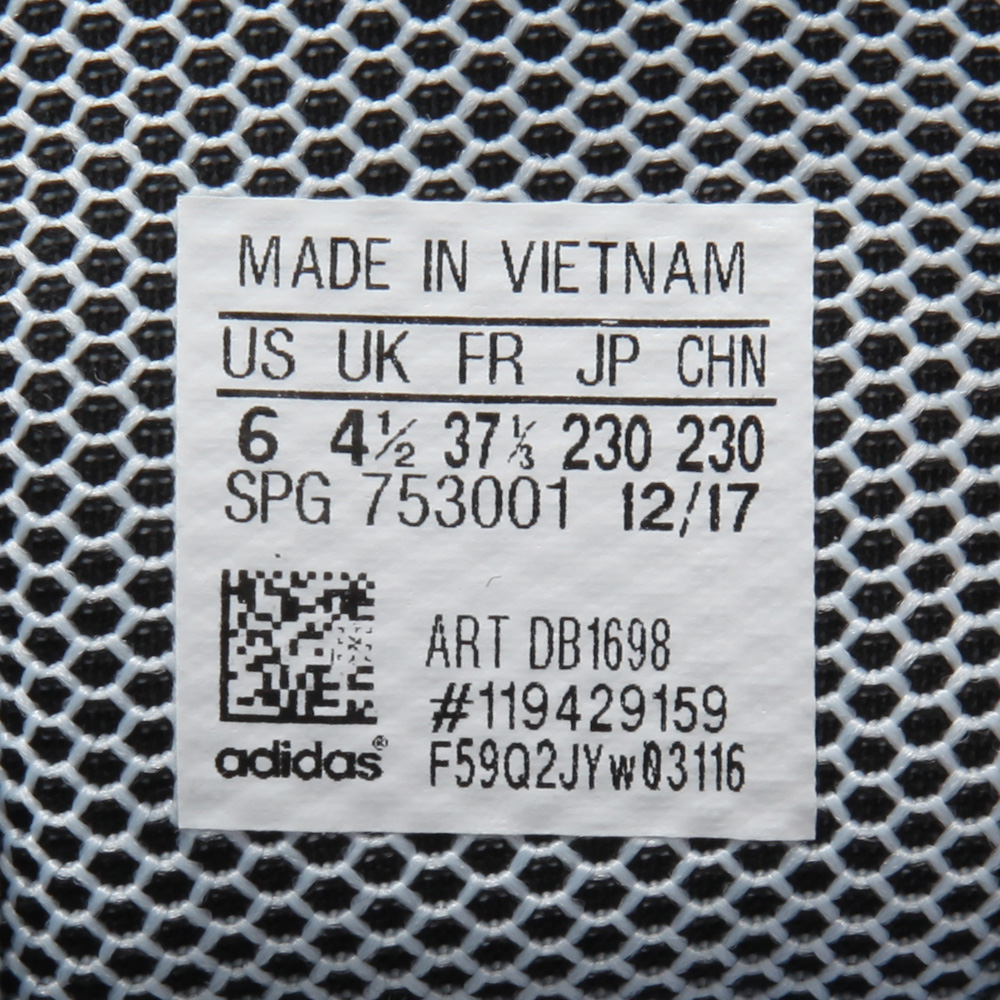 MADE IN VIETNAM
US UK FR JP CHN
6 4½ 37⅓ 230 230
SPG 753001 12/17
ART DB1698
#119429159
adidas® F59Q2JYw03116